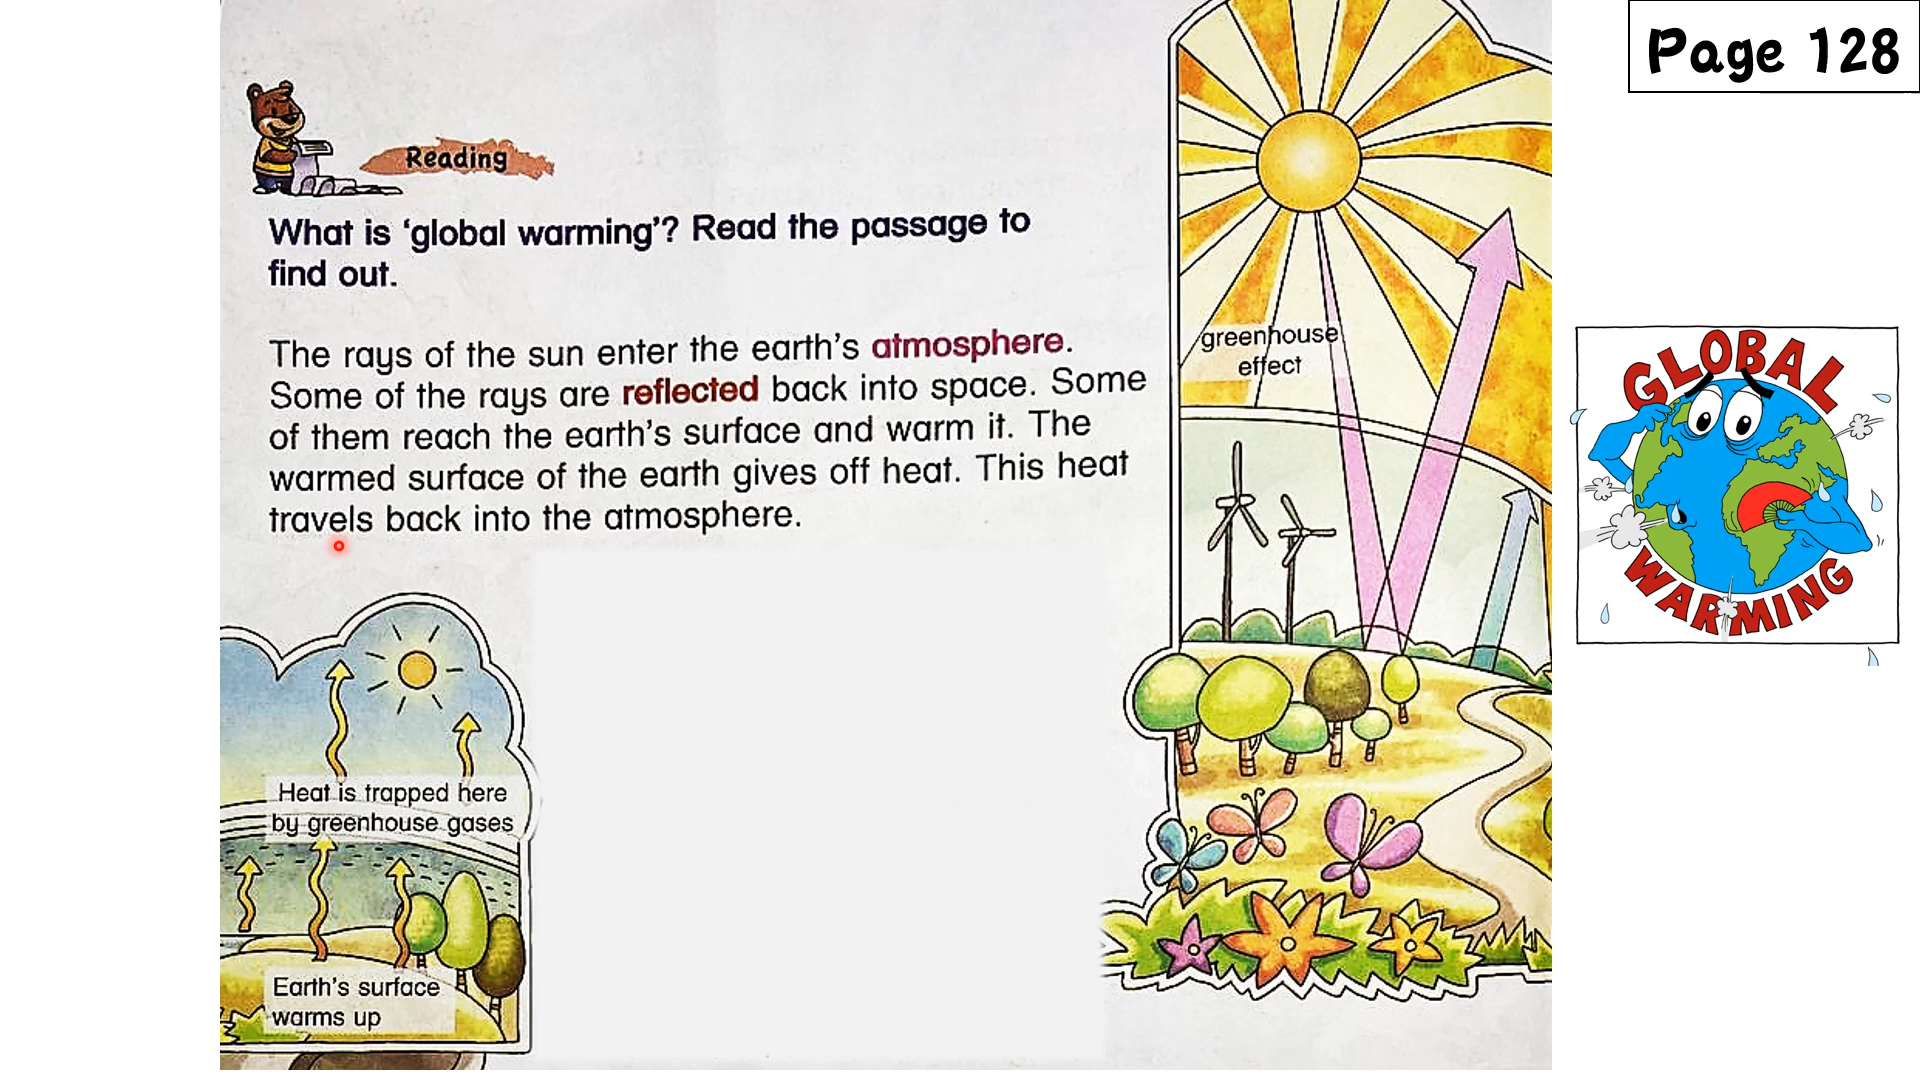 Page 128
Reading
What is ‘global warming’? Read the passage to
find out.
The rays of the sun enter the earth’s atmosphere.
Some of the rays are reflected back into space. Some
of them reach the earth’s surface and warm it. The
warmed surface of the earth gives off heat. This heat
travels back into the atmosphere.
greenhouse
effect
Heat is trapped here
by greenhouse gases
Earth’s surface
warms up
GLOBAL
WARMING